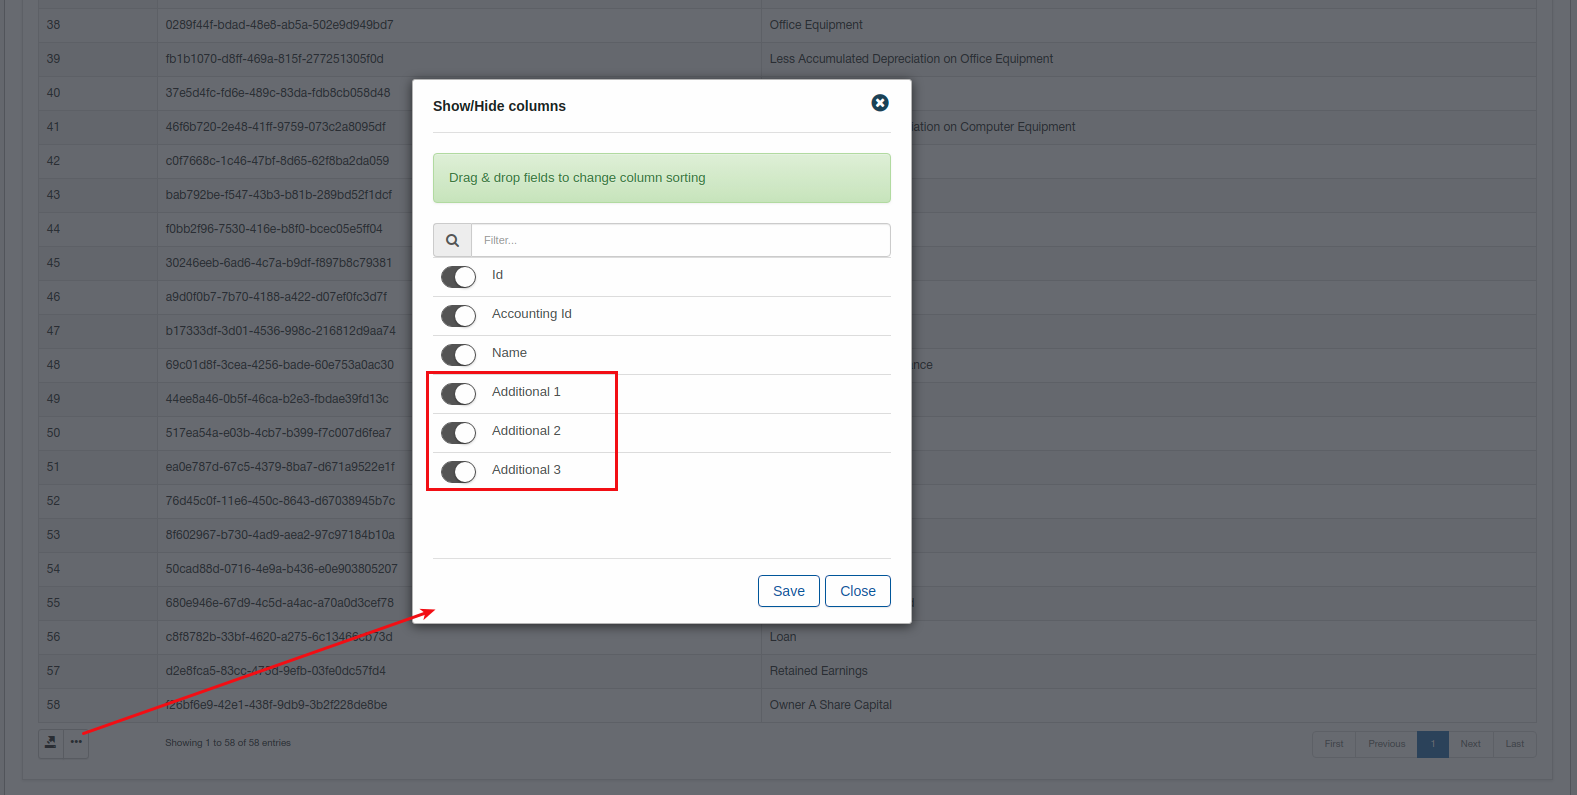 38 0289f44f-bdad-48e8-ab5a-502e9d949bd7 Office Equipment
39 fb1b1070-d8ff-469a-815f-277251305f0d Less Accumulated Depreciation on Office Equipment
40 37e5d4fc-fd6e-489c-83da-fdb8cb058d48
41 46f6b720-2e48-41ff-9759-073c2a8095df iation on Computer Equipment
42 c0f7668c-1c46-47bf-8d65-62f8ba2da059
43 bab792be-f547-43b3-b81b-289bd52f1dcf
44 f0bb2f96-7530-416e-b8f0-bcec05e5ff04
45 30246eeb-6ad6-4c7a-b9df-f897b8c79381
46 a9d0f0b7-7b70-4188-a422-d07ef0fc3d7f
47 b17333df-3d01-4536-998c-216812d9aa74
48 69c01d8f-3cea-4256-bade-60e753a0ac30 nce
49 44ee8a46-0b5f-46ca-b2e3-fbdae39fd13c
50 517ea54a-e03b-4cb7-b399-f7c007d6fea7
51 ea0e787d-67c5-4379-8ba7-d671a9522e1f
52 76d45c0f-11e6-450c-8643-d67038945b7c
53 8f602967-b730-4ad9-aea2-97c97184b10a
54 50cad88d-0716-4e9a-b436-e0e903805207
55 680e946e-67d9-4c5d-a4ac-a70a0d3cef78
56 c8f8782b-33bf-4620-a275-6c13466cb73d Loan
57 d2e8fca5-83cc-475d-9efb-03fe0dc57fd4 Retained Earnings
58 f26bf6e9-42e1-438f-9db9-3b2f228de8be Owner A Share Capital
Show/Hide columns
Drag & drop fields to change column sorting
Filter...
Id
Accounting Id
Name
Additional 1
Additional 2
Additional 3
Save Close
Showing 1 to 58 of 58 entries
First Previous 1 Next Last